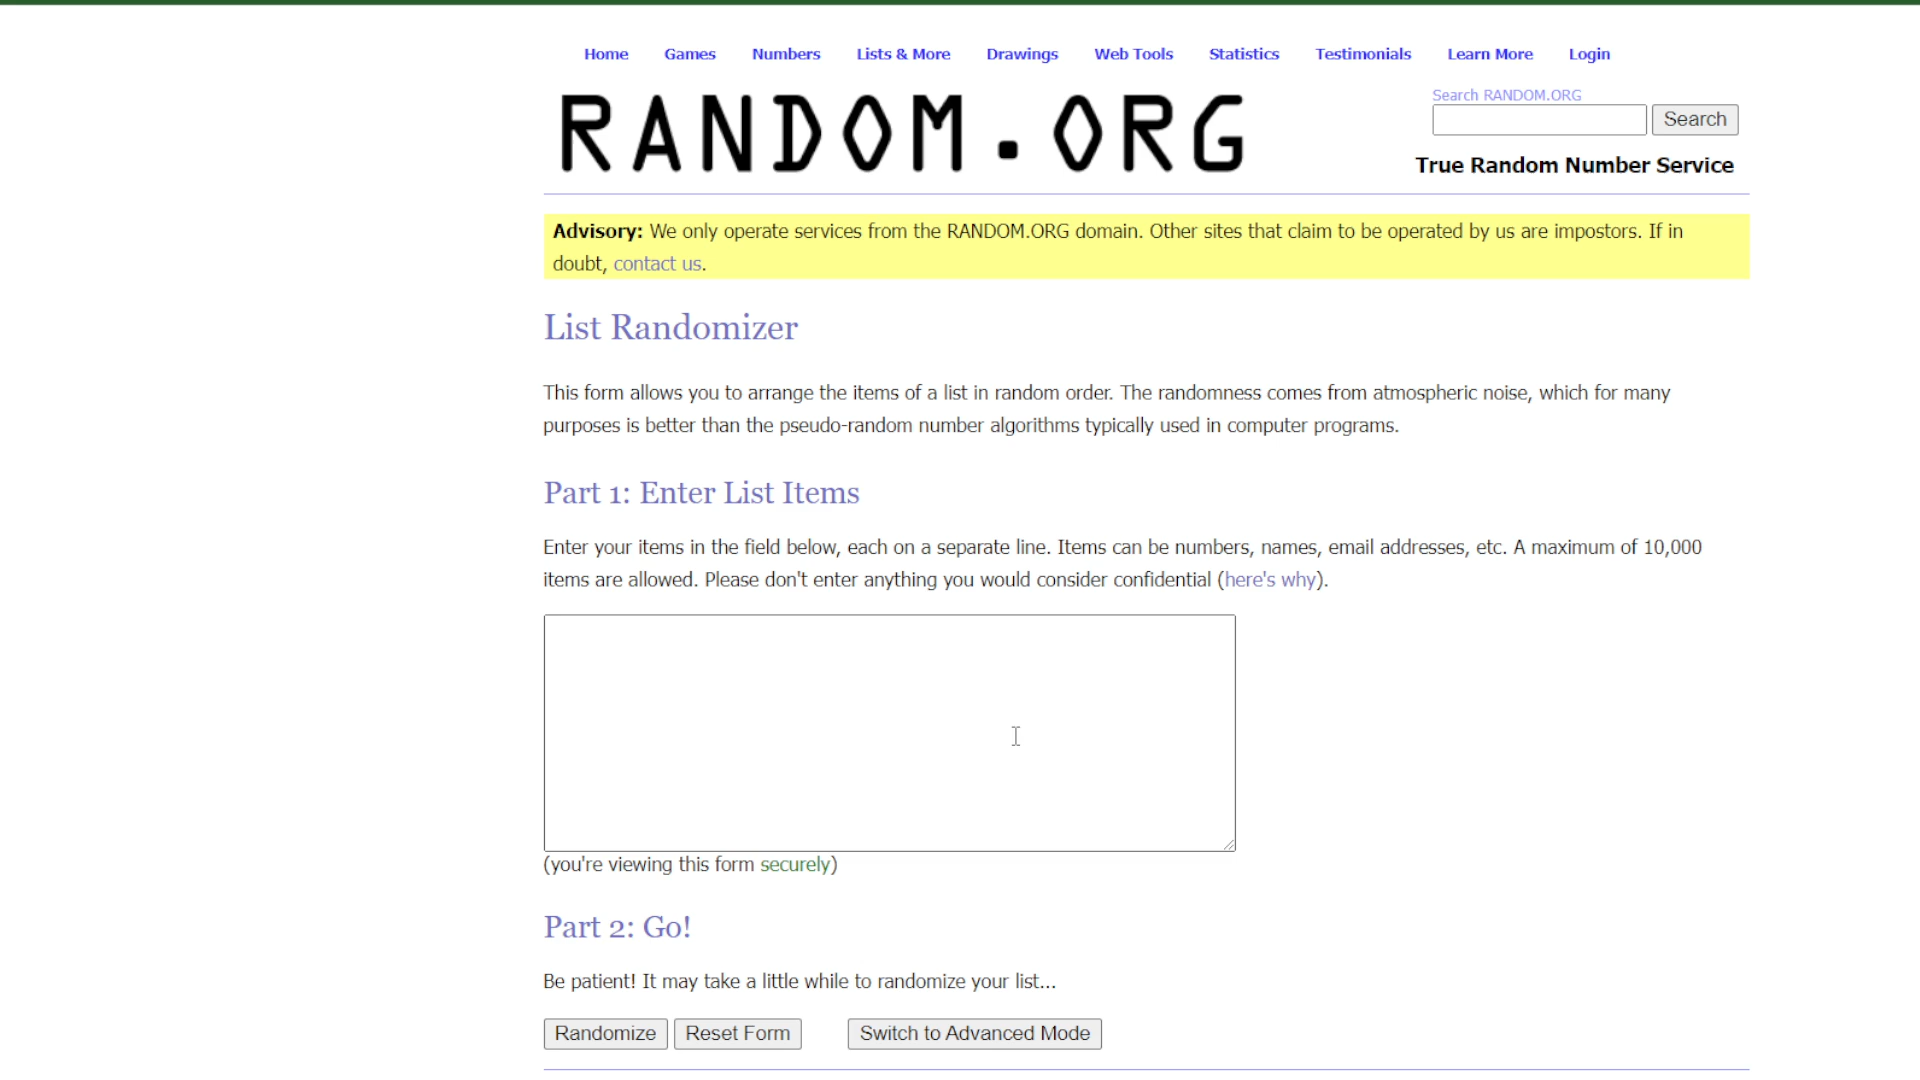 Home Games Numbers Lists & More Drawings Web Tools Statistics Testimonials Learn More Login
RANDOM.ORG
Search RANDOM.ORG
Search
True Random Number Service
Advisory: We only operate services from the RANDOM.ORG domain. Other sites that claim to be operated by us are impostors. If in
doubt, contact us.
List Randomizer
This form allows you to arrange the items of a list in random order. The randomness comes from atmospheric noise, which for many
purposes is better than the pseudo-random number algorithms typically used in computer programs.
Part 1: Enter List Items
Enter your items in the field below, each on a separate line. Items can be numbers, names, email addresses, etc. A maximum of 10,000
items are allowed. Please don't enter anything you would consider confidential (here's why).
(you're viewing this form securely)
Part 2: Go!
Be patient! It may take a little while to randomize your list...
Randomize Reset Form Switch to Advanced Mode